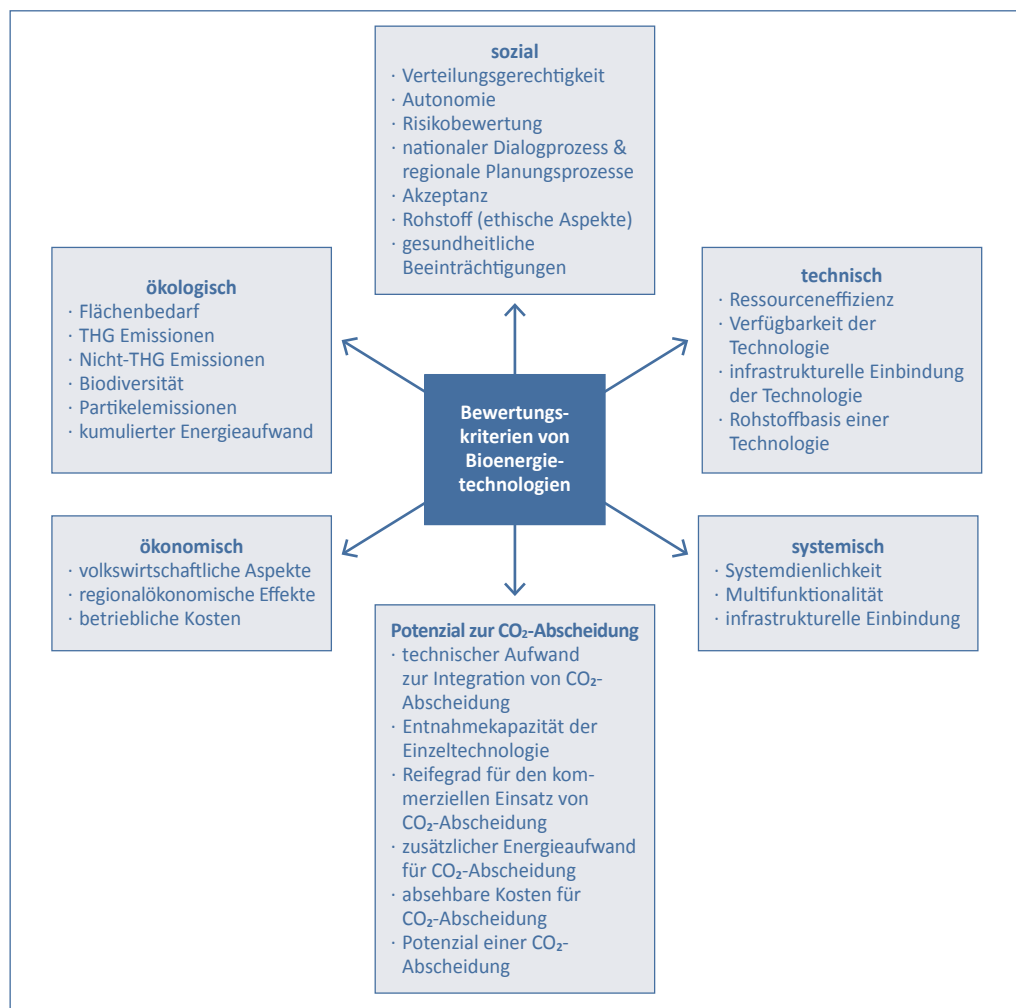 sozial
· Verteilungsgerechtigkeit
· Autonomie
· Risikobewertung
· nationaler Dialogprozess &
regionale Planungsprozesse
· Akzeptanz
· Rohstoff (ethische Aspekte)
· gesundheitliche
Beeinträchtigungen
ökologisch
· Flächenbedarf
· THG Emissionen
· Nicht-THG Emissionen
· Biodiversität
· Partikelemissionen
· kumulierter Energieaufwand
technisch
· Ressourceneffizienz
· Verfügbarkeit der
Technologie
· infrastrukturelle Einbindung
der Technologie
· Rohstoffbasis einer
Technologie
Bewertungs-
kriterien von
Bioenergie-
technologien
ökonomisch
· volkswirtschaftliche Aspekte
· regionalökonomische Effekte
· betriebliche Kosten
systemisch
· Systemdienlichkeit
· Multifunktionalität
· infrastrukturelle Einbindung
Potenzial zur CO₂-Abscheidung
· technischer Aufwand
zur Integration von CO₂-
Abscheidung
· Entnahmekapazität der
Einzeltechnologie
· Reifegrad für den kom-
merziellen Einsatz von
CO₂-Abscheidung
· zusätzlicher Energieaufwand
für CO₂-Abscheidung
· absehbare Kosten für
CO₂-Abscheidung
· Potenzial einer CO₂-
Abscheidung